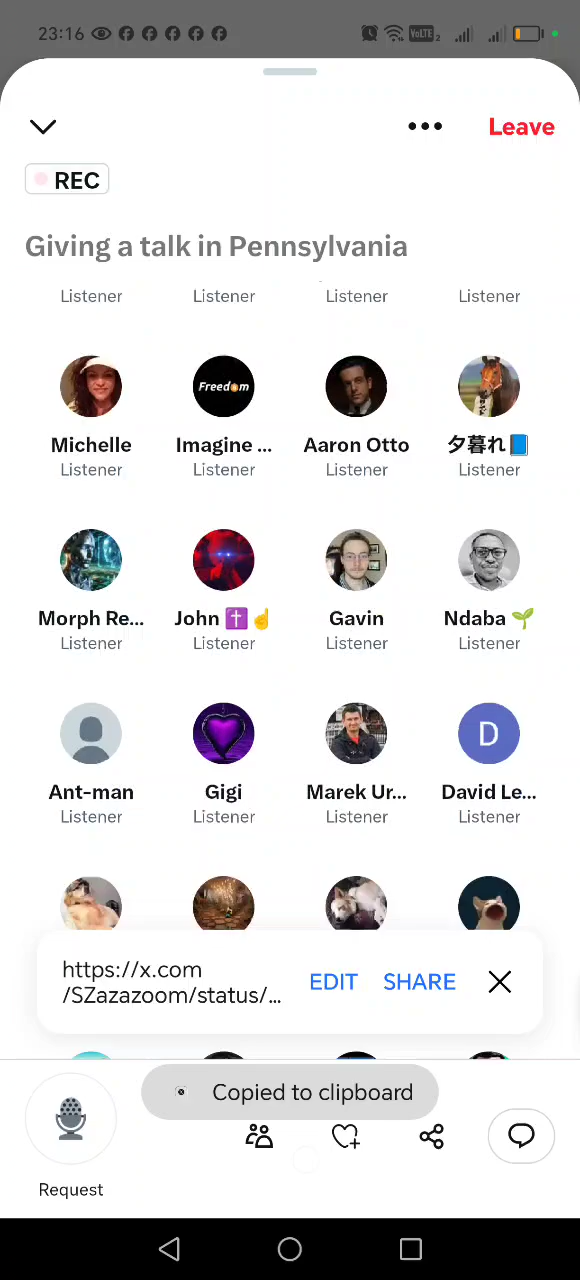 23:16 VoLTE 2
Leave
REC
Giving a talk in Pennsylvania
Listener Listener Listener Listener
Freedom
Michelle Imagine ... Aaron Otto 夕暮れ📘
Listener Listener Listener Listener
Morph Re... John ✝️☝️ Gavin Ndaba 🌱
Listener Listener Listener Listener
D
Ant-man Gigi Marek Ur... David Le...
Listener Listener Listener Listener
https://x.com
/SZazazoom/status/... EDIT SHARE
Copied to clipboard
Request